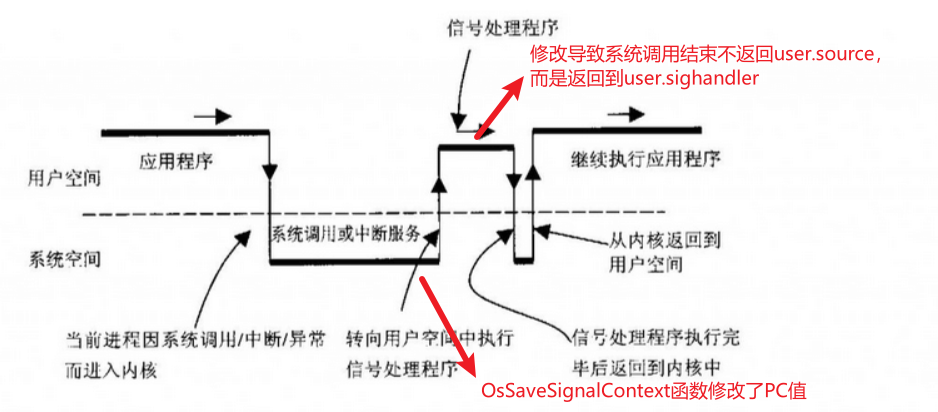 信号处理程序
修改导致系统调用结束不返回user.source，
而是返回到user.sighandler
应用程序
继续执行应用程序
用户空间
系统调用或中断服务
系统空间
从内核返回到
用户空间
当前进程因系统调用/中断/异常
而进入内核
转向用户空间中执行
信号处理程序
信号处理程序执行完
毕后返回到内核中
OsSaveSignalContext函数修改了PC值